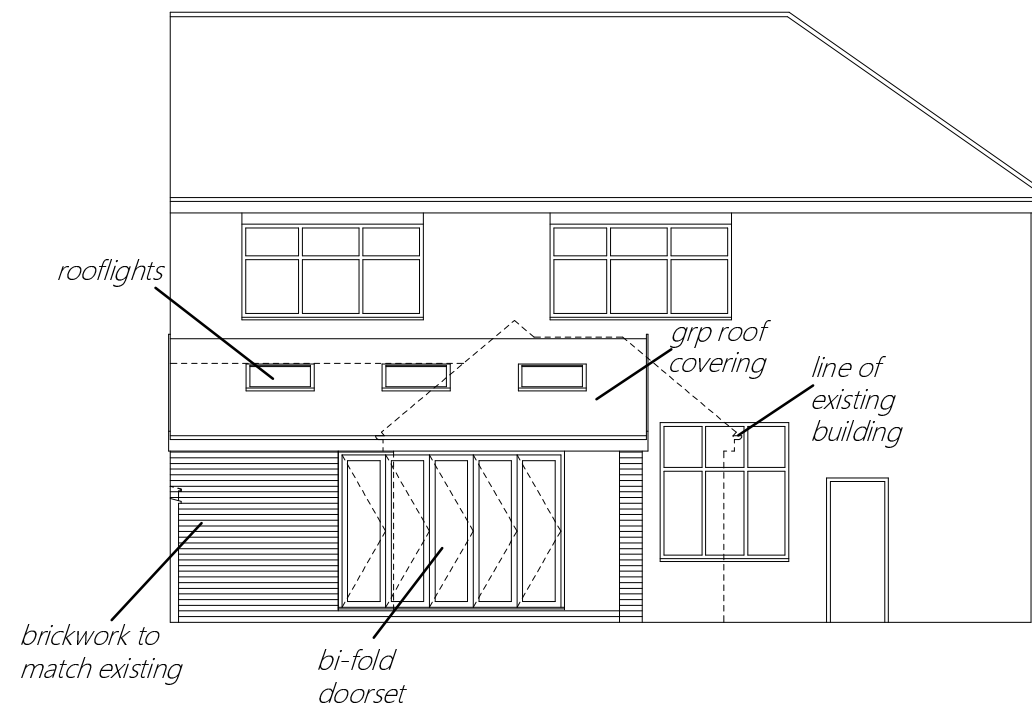 rooflights
grp roof
covering
line of
existing
building
brickwork to
match existing
bi-fold
doorset